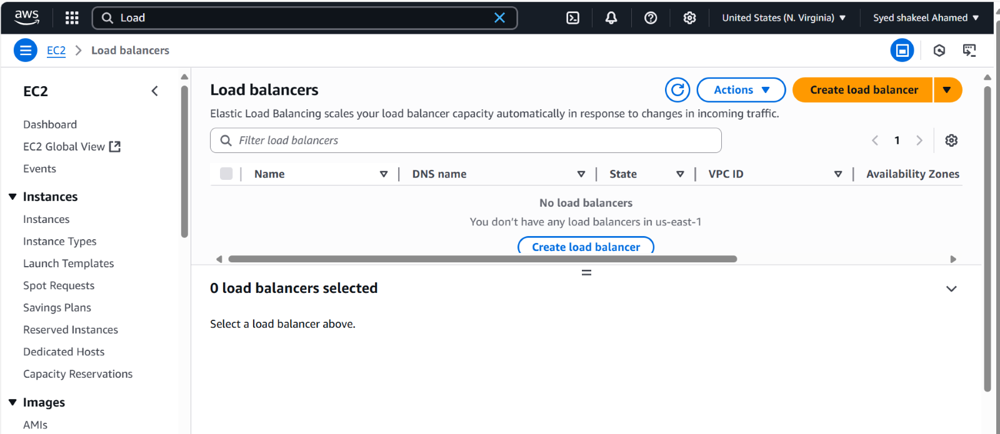 aws Load United States (N. Virginia) Syed shakeel Ahamed
EC2 Load balancers
EC2
Dashboard
EC2 Global View
Events
Instances
Instances
Instance Types
Launch Templates
Spot Requests
Savings Plans
Reserved Instances
Dedicated Hosts
Capacity Reservations
Images
AMIs
Load balancers
Actions
Create load balancer
Elastic Load Balancing scales your load balancer capacity automatically in response to changes in incoming traffic.
Filter load balancers
1
Name DNS name State VPC ID Availability Zones
No load balancers
You don't have any load balancers in us-east-1
Create load balancer
0 load balancers selected
Select a load balancer above.